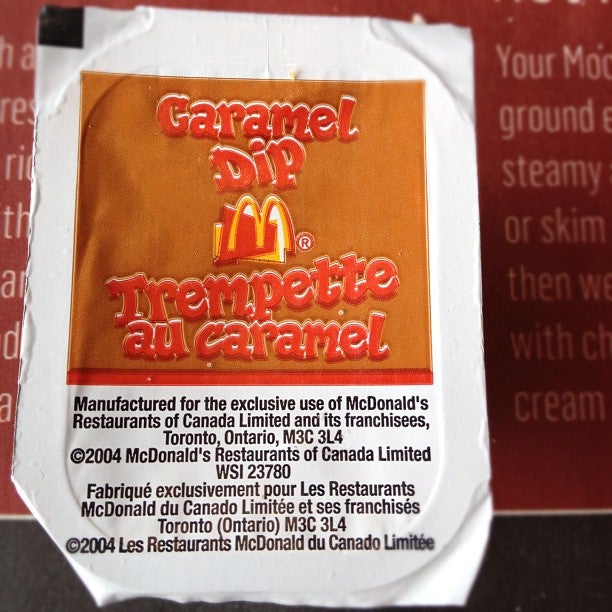 Caramel
Dip
M®
Trempette
au caramel
Manufactured for the exclusive use of McDonald's
Restaurants of Canada Limited and its franchisees,
Toronto, Ontario, M3C 3L4
©2004 McDonald's Restaurants of Canada Limited
WSI 23780
Fabriqué exclusivement pour Les Restaurants
McDonald du Canado Limitée et ses franchisés
Toronto (Ontario) M3C 3L4
©2004 Les Restaurants McDonald du Canado Limitée
Your
ground
steamy
or skim
then
with
cream